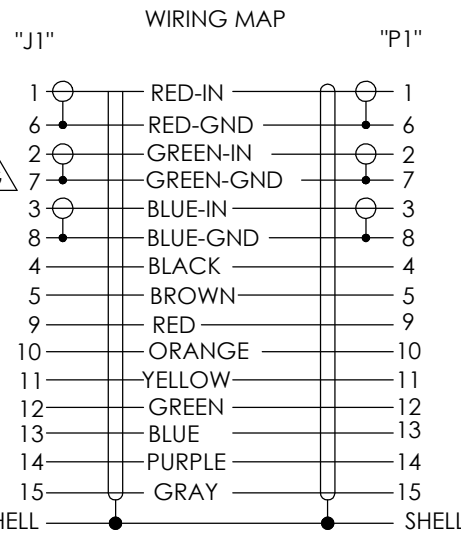 WIRING MAP
"J1" "P1"
1 RED-IN 1
6 RED-GND 6
2 GREEN-IN 2
7 GREEN-GND 7
3 BLUE-IN 3
8 BLUE-GND 8
4 BLACK 4
5 BROWN 5
9 RED 9
10 ORANGE 10
11 YELLOW 11
12 GREEN 12
13 BLUE 13
14 PURPLE 14
15 GRAY 15
HELL SHELL